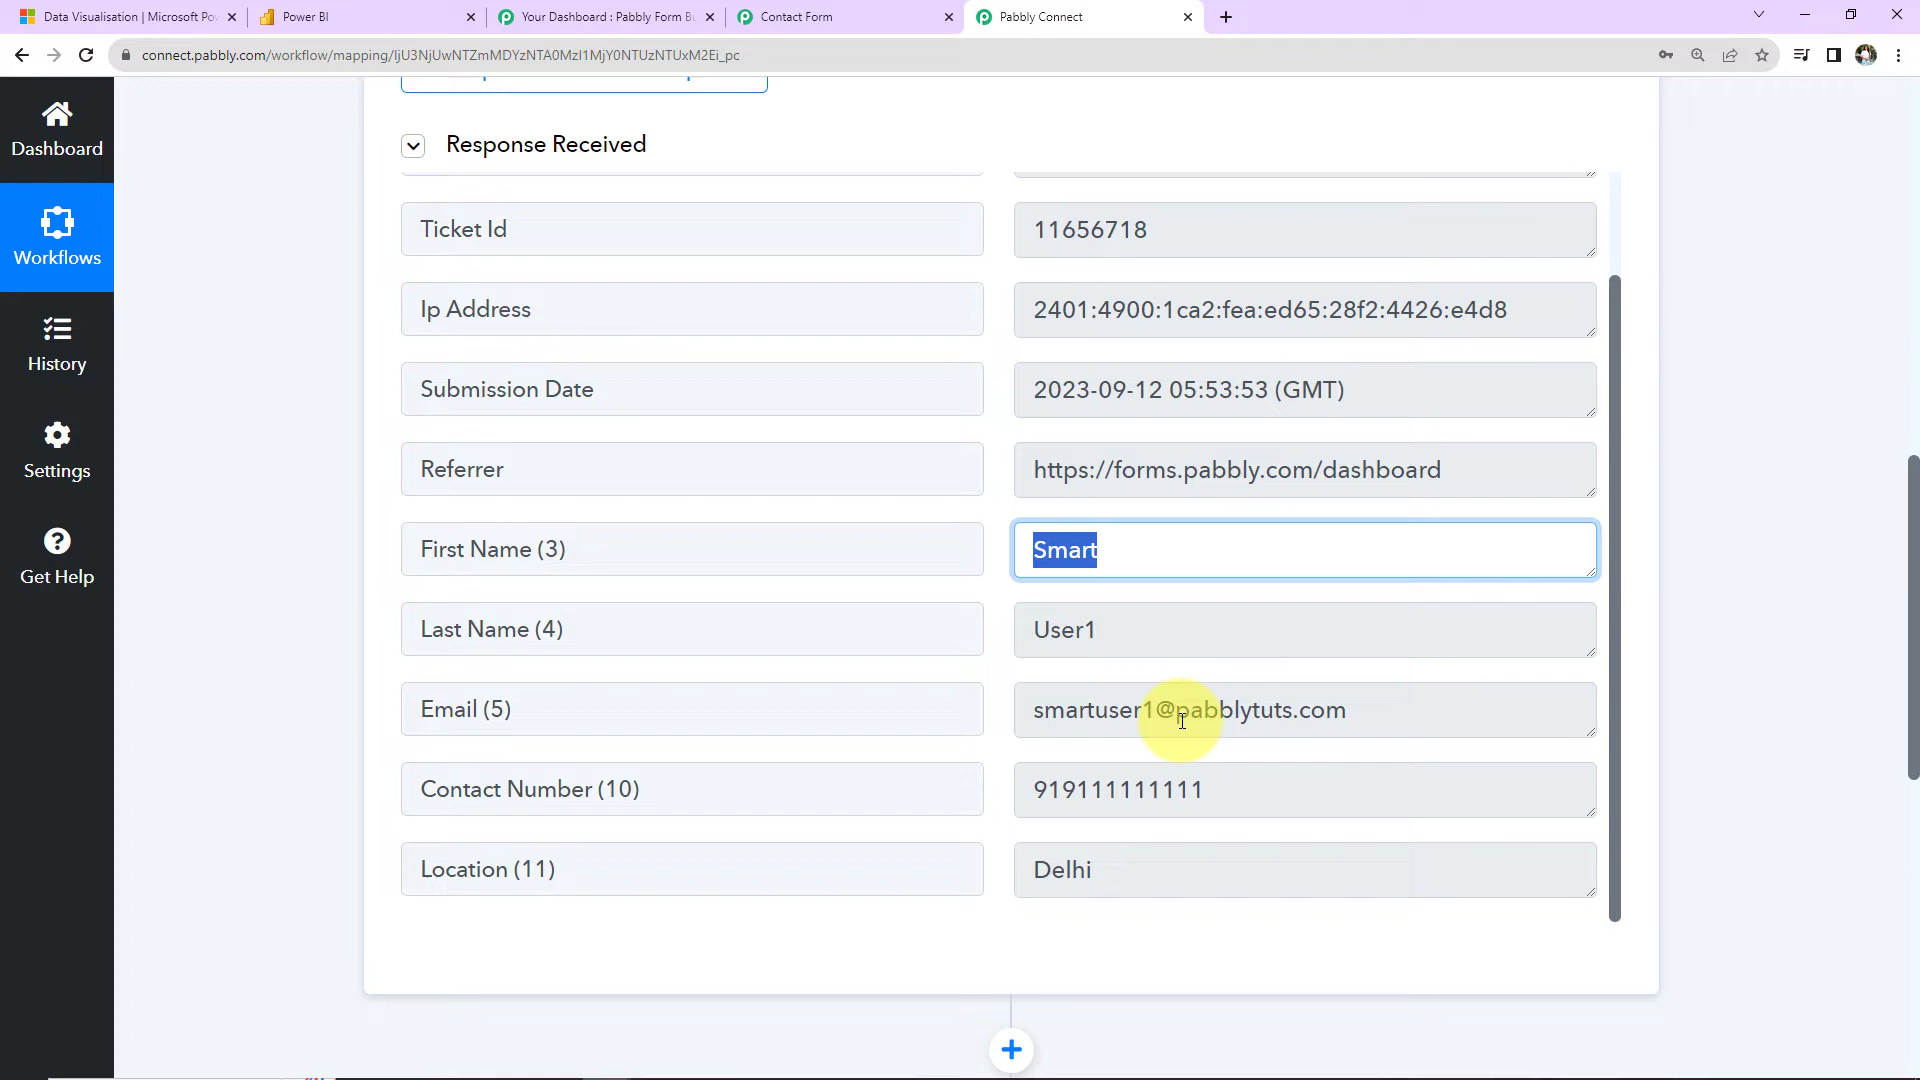 Data Visualisation | Microsoft Po
Power BI
Your Dashboard : Pabbly Form Bu
Contact Form
Pabbly Connect
connect.pabbly.com/workflow/mapping/IjU3NjUwNTZmMDYzNTA0MzI1MjY0NTUzNTUxM2Ei_pc
Dashboard
Workflows
History
Settings
Get Help
Response Received
Ticket Id
11656718
Ip Address
2401:4900:1ca2:fea:ed65:28f2:4426:e4d8
Submission Date
2023-09-12 05:53:53 (GMT)
Referrer
https://forms.pabbly.com/dashboard
First Name (3)
Smart
Last Name (4)
User1
Email (5)
smartuser1@pabblytuts.com
Contact Number (10)
919111111111
Location (11)
Delhi